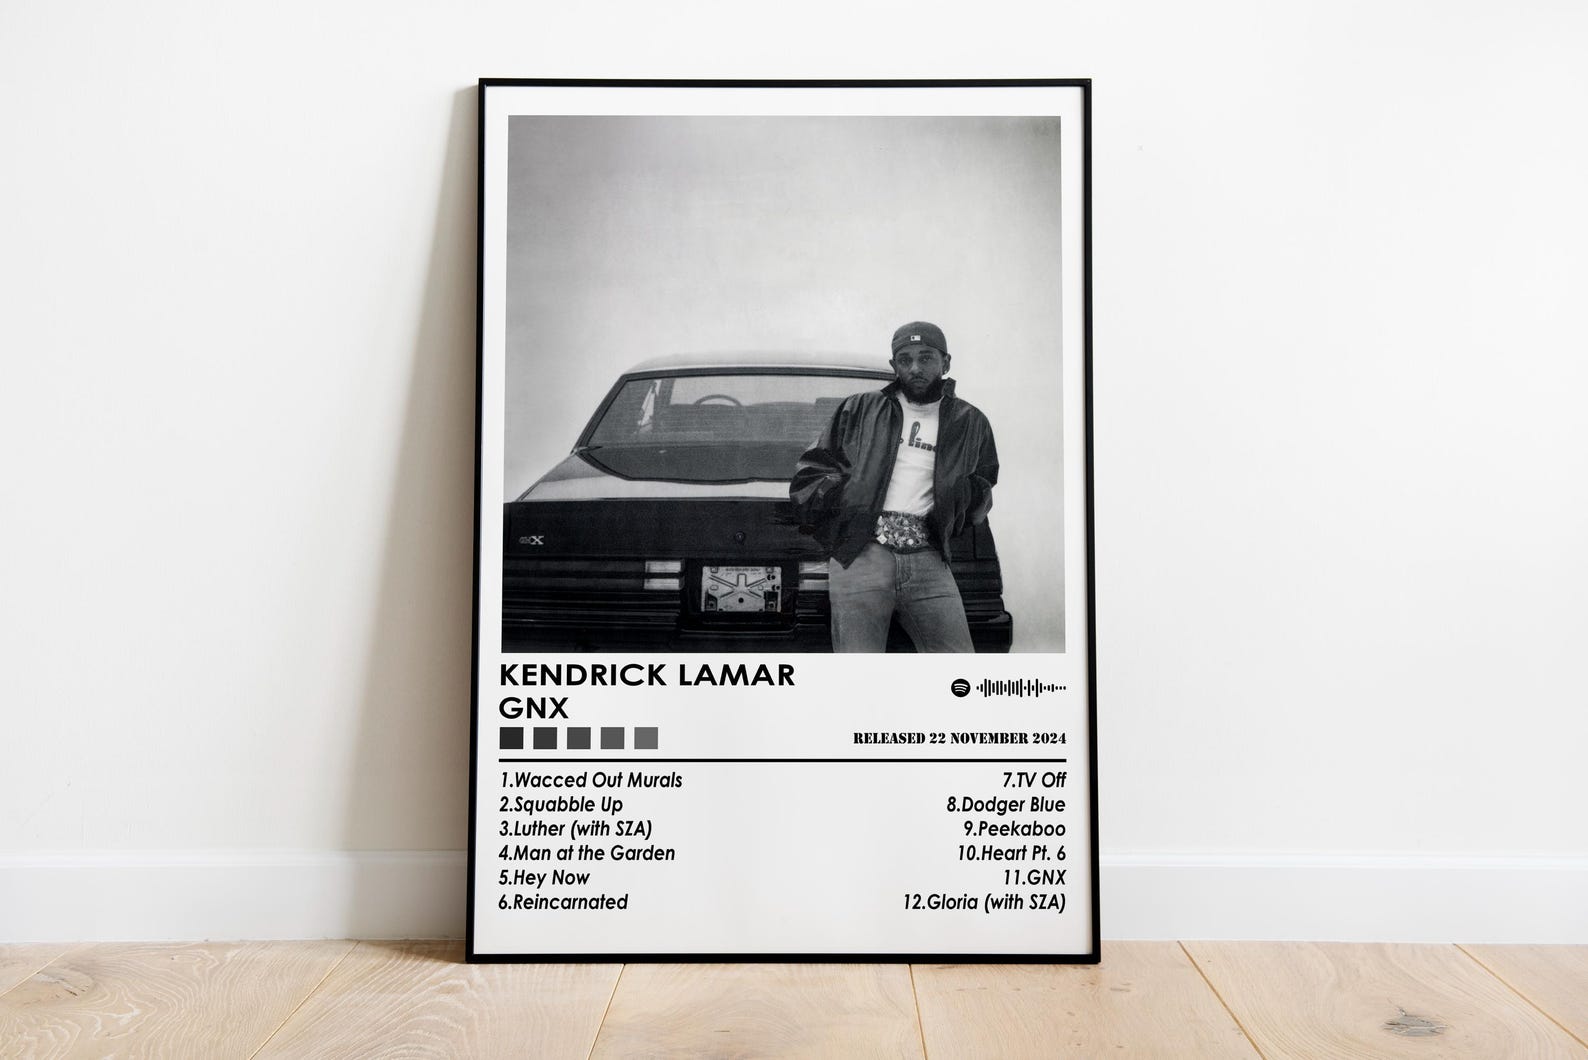 KENDRICK LAMAR
GNX
RELEASED 22 NOVEMBER 2024
1.Wacced Out Murals
2.Squabble Up
3.Luther (with SZA)
4.Man at the Garden
5.Hey Now
6.Reincarnated
7.TV Off
8.Dodger Blue
9.Peekaboo
10.Heart Pt. 6
11.GNX
12.Gloria (with SZA)